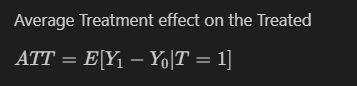 Average Treatment effect on the Treated
ATT = E[Y₁ − Y₀|T = 1]